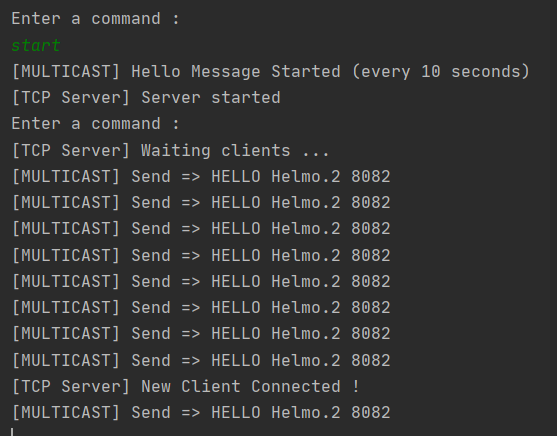 Enter a command :
start
[MULTICAST] Hello Message Started (every 10 seconds)
[TCP Server] Server started
Enter a command :
[TCP Server] Waiting clients ...
[MULTICAST] Send => HELLO Helmo.2 8082
[MULTICAST] Send => HELLO Helmo.2 8082
[MULTICAST] Send => HELLO Helmo.2 8082
[MULTICAST] Send => HELLO Helmo.2 8082
[MULTICAST] Send => HELLO Helmo.2 8082
[MULTICAST] Send => HELLO Helmo.2 8082
[MULTICAST] Send => HELLO Helmo.2 8082
[MULTICAST] Send => HELLO Helmo.2 8082
[TCP Server] New Client Connected !
[MULTICAST] Send => HELLO Helmo.2 8082